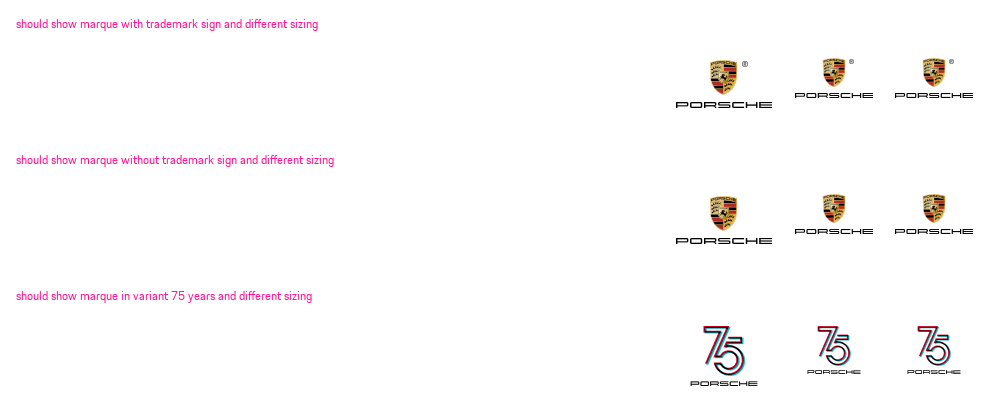 should show marque with trademark sign and different sizing
® ® ®
PORSCHE PORSCHE PORSCHE
should show marque without trademark sign and different sizing
PORSCHE PORSCHE PORSCHE
should show marque in variant 75 years and different sizing
75 75 75
PORSCHE PORSCHE PORSCHE